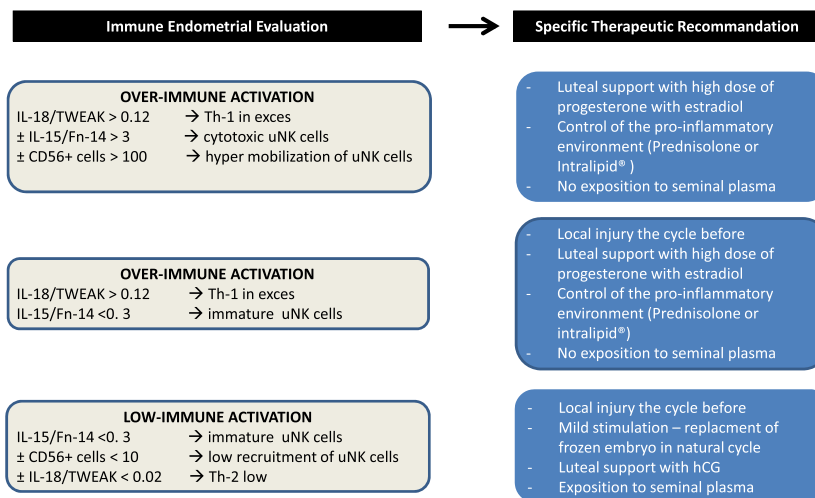 Immune Endometrial Evaluation
Specific Therapeutic Recommandation
OVER-IMMUNE ACTIVATION
IL-18/TWEAK > 0.12 → Th-1 in exces
± IL-15/Fn-14 > 3 → cytotoxic uNK cells
± CD56+ cells > 100 → hyper mobilization of uNK cells
- Luteal support with high dose of
progesterone with estradiol
- Control of the pro-inflammatory
environment (Prednisolone or
Intralipid® )
- No exposition to seminal plasma
OVER-IMMUNE ACTIVATION
IL-18/TWEAK > 0.12 → Th-1 in exces
IL-15/Fn-14 <0. 3 → immature uNK cells
- Local injury the cycle before
- Luteal support with high dose of
progesterone with estradiol
- Control of the pro-inflammatory
environment (Prednisolone or
intralipid®)
- No exposition to seminal plasma
LOW-IMMUNE ACTIVATION
IL-15/Fn-14 <0. 3 → immature uNK cells
± CD56+ cells < 10 → low recruitment of uNK cells
± IL-18/TWEAK < 0.02 → Th-2 low
- Local injury the cycle before
- Mild stimulation – replacment of
frozen embryo in natural cycle
- Luteal support with hCG
- Exposition to seminal plasma